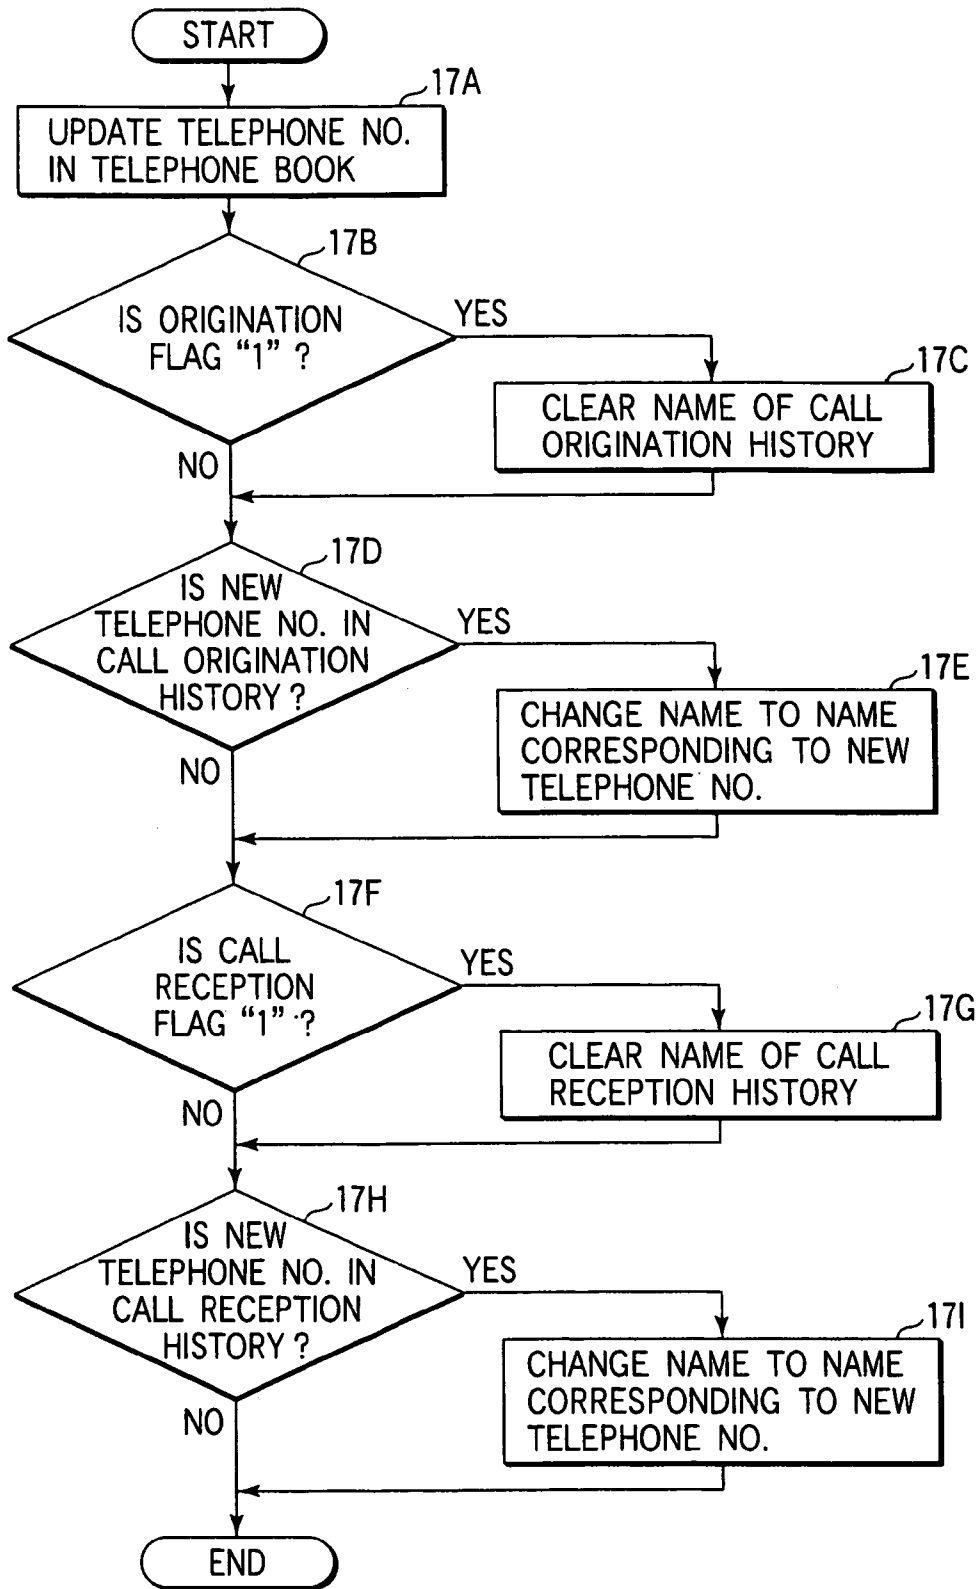 START
17A
UPDATE TELEPHONE NO.
IN TELEPHONE BOOK
17B
IS ORIGINATION
FLAG “1” ?
YES
17C
CLEAR NAME OF CALL
ORIGINATION HISTORY
NO
17D
IS NEW
TELEPHONE NO. IN
CALL ORIGINATION
HISTORY ?
YES
17E
CHANGE NAME TO NAME
CORRESPONDING TO NEW
TELEPHONE NO.
NO
17F
IS CALL
RECEPTION
FLAG “1” ?
YES
17G
CLEAR NAME OF CALL
RECEPTION HISTORY
NO
17H
IS NEW
TELEPHONE NO. IN
CALL RECEPTION
HISTORY ?
YES
17I
CHANGE NAME TO NAME
CORRESPONDING TO NEW
TELEPHONE NO.
NO
END